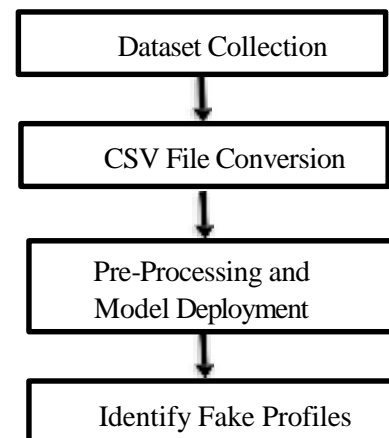 Dataset Collection
CSV File Conversion
Pre-Processing and
Model Deployment
Identify Fake Profiles